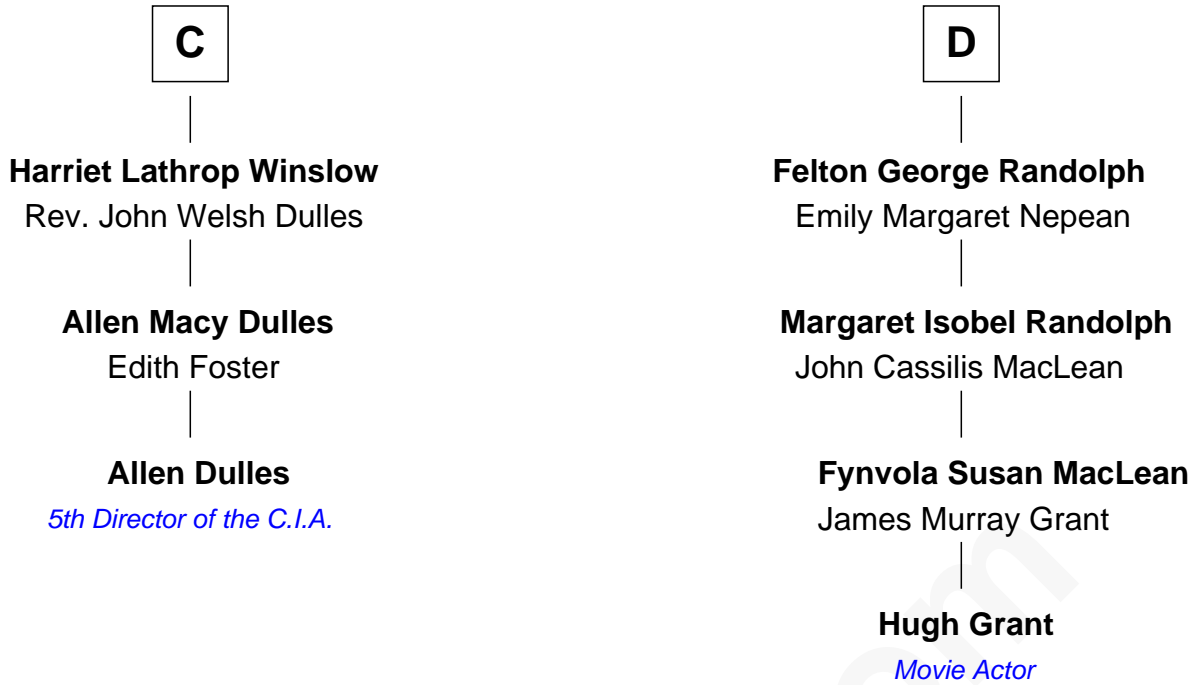 C
Harriet Lathrop Winslow
Rev. John Welsh Dulles
Allen Macy Dulles
Edith Foster
Allen Dulles
5th Director of the C.I.A.
D
Felton George Randolph
Emily Margaret Nepean
Margaret Isobel Randolph
John Cassilis MacLean
Fynvola Susan MacLean
James Murray Grant
Hugh Grant
Movie Actor